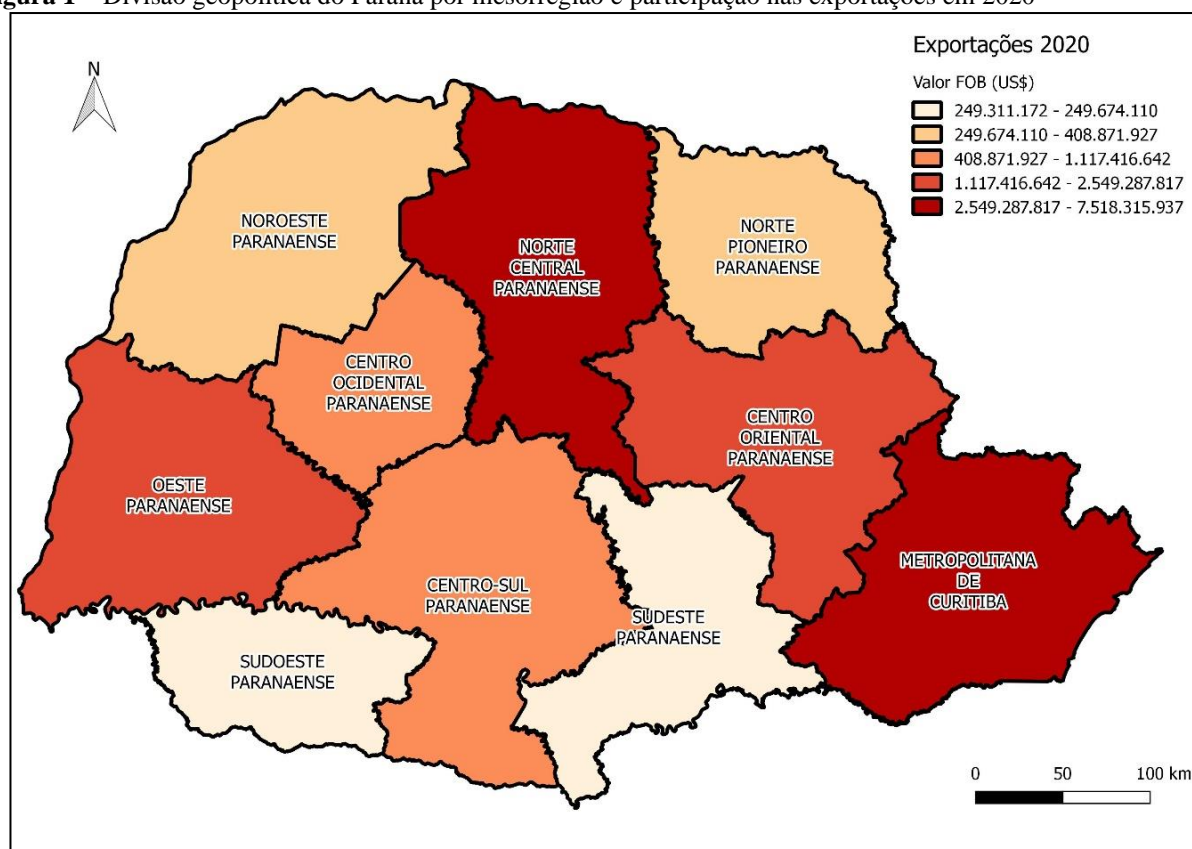 igura 1 – Divisão geopolítica do Paraná por mesorregião e participação nas exportações em 2020
N
Exportações 2020
Valor FOB (US$)
249.311.172 - 249.674.110
249.674.110 - 408.871.927
408.871.927 - 1.117.416.642
1.117.416.642 - 2.549.287.817
2.549.287.817 - 7.518.315.937
NOROESTE
PARANAENSE
NORTE
CENTRAL
PARANAENSE
NORTE
PIONEIRO
PARANAENSE
CENTRO
OCIDENTAL
PARANAENSE
CENTRO
ORIENTAL
PARANAENSE
OESTE
PARANAENSE
METROPOLITANA
DE
CURITIBA
CENTRO-SUL
PARANAENSE
SUDESTE
PARANAENSE
SUDOESTE
PARANAENSE
0 50 100 km